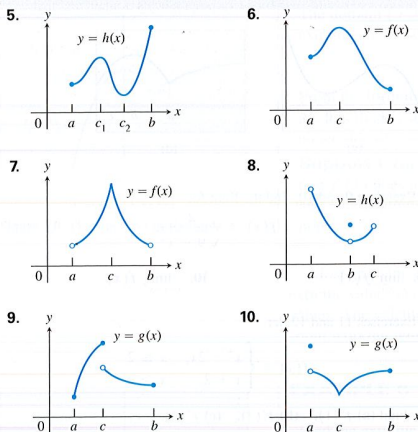 5.
y
y = h(x)
0
a
c₁
c₂
b
x
6.
y
y = f(x)
0
a
c
b
x
7.
y
y = f(x)
0
a
c
b
x
8.
y
y = h(x)
0
a
b
c
x
9.
y
y = g(x)
0
a
c
b
x
10.
y
y = g(x)
0
a
c
b
x